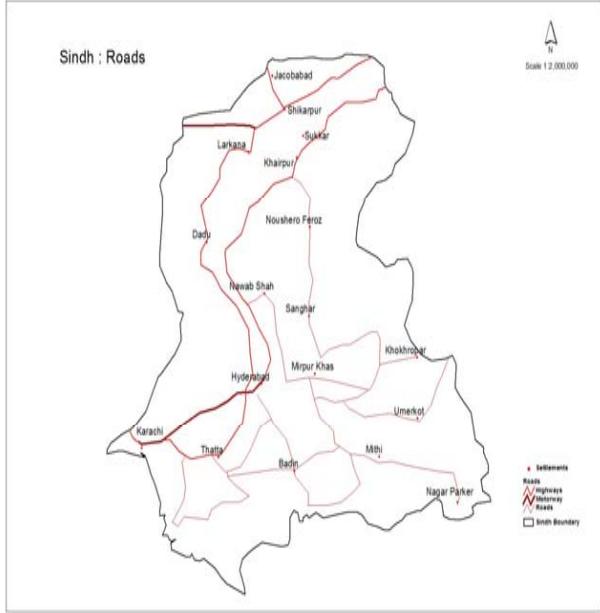 Sindh : Roads
N
Scale 1:2,000,000
Jacobabad
Shikarpur
Sukkar
Larkana
Khairpur
Noushero Feroz
Dadu
Nawab Shah
Sanghar
Khokhropar
Mirpur Khas
Hyderabad
Umerkot
Karachi
Thatta
Mithi
Badin
Nagar Parker
Settlements
Roads
Highways
Motorway
Roads
Sindh Boundary